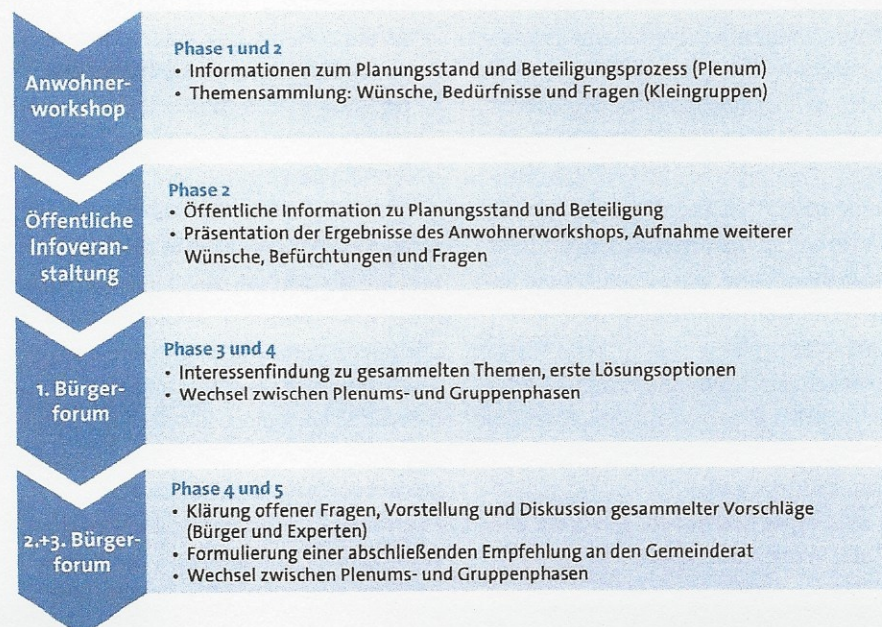 Anwohner-
workshop
Phase 1 und 2
• Informationen zum Planungsstand und Beteiligungsprozess (Plenum)
• Themensammlung: Wünsche, Bedürfnisse und Fragen (Kleingruppen)
Öffentliche
Infoveran-
staltung
Phase 2
• Öffentliche Information zu Planungsstand und Beteiligung
• Präsentation der Ergebnisse des Anwohnerworkshops, Aufnahme weiterer
Wünsche, Befürchtungen und Fragen
1. Bürger-
forum
Phase 3 und 4
• Interessenfindung zu gesammelten Themen, erste Lösungsoptionen
• Wechsel zwischen Plenums- und Gruppenphasen
2.+3. Bürger-
forum
Phase 4 und 5
• Klärung offener Fragen, Vorstellung und Diskussion gesammelter Vorschläge
(Bürger und Experten)
• Formulierung einer abschließenden Empfehlung an den Gemeinderat
• Wechsel zwischen Plenums- und Gruppenphasen